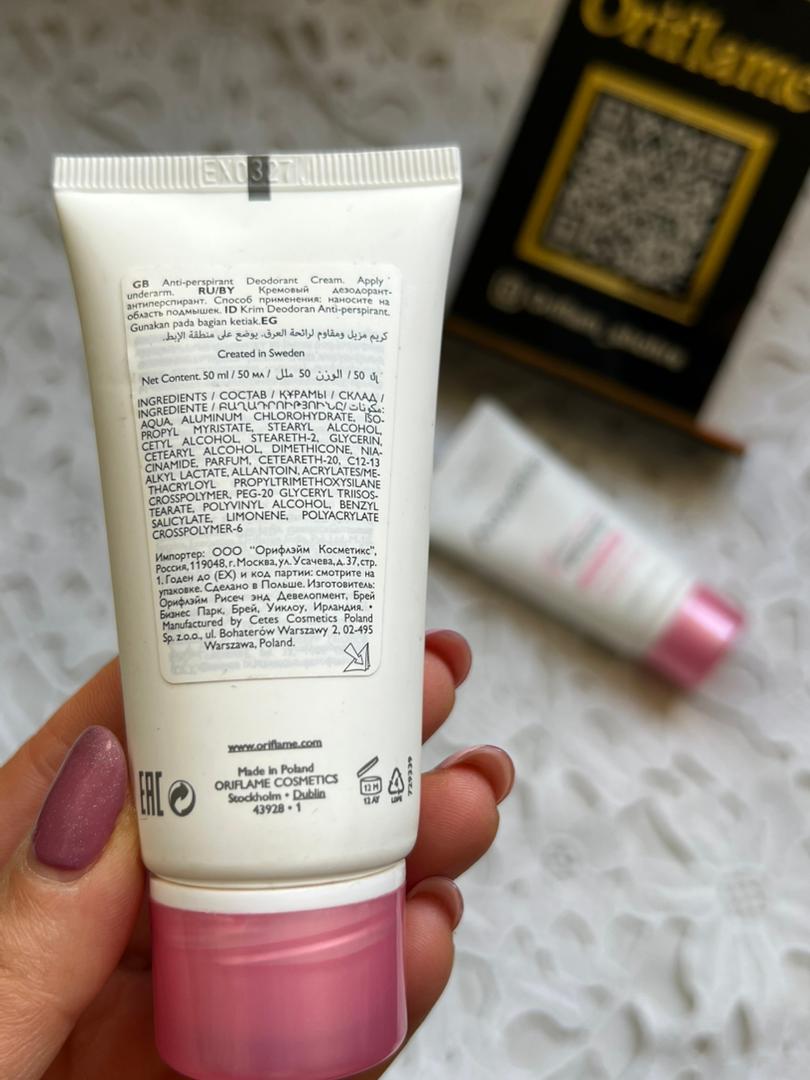 Oriflame
GB Anti-perspirant Deodorant Cream. Apply
underarm. RU/BY Кремовый дезодорант-
антиперспирант. Способ применения: наносите на
область подмышек. ID Krim Deodoran Anti-perspirant.
Gunakan pada bagian ketiak. EG
كريم مزيل ومقاوم لرائحة العرق. يوضع على منطقة الإبط.
Created in Sweden
Net Content. 50 ml / 50 мл / الوزن 50 ملل / 50 մլ
INGREDIENTS / СОСТАВ / ҚҰРАМЫ / СКЛАД /
INGREDIENTE / ԲԱՂԱԴՐՈՒԹՅՈՒՆԸ/ مكونات:
AQUA, ALUMINUM CHLOROHYDRATE, ISO-
PROPYL MYRISTATE, STEARYL ALCOHOL,
CETYL ALCOHOL, STEARETH-2, GLYCERIN,
CETEARYL ALCOHOL, DIMETHICONE, NIA-
CINAMIDE, PARFUM, CETEARETH-20, C12-13
ALKYL LACTATE, ALLANTOIN, ACRYLATES/ME-
THACRYLOYL PROPYLTRIMETHOXYSILANE
CROSSPOLYMER, PEG-20 GLYCERYL TRIISOS-
TEARATE, POLYVINYL ALCOHOL, BENZYL
SALICYLATE, LIMONENE, POLYACRYLATE
CROSSPOLYMER-6
Импортер: ООО "Орифлэйм Косметикс",
Россия, 119048, г. Москва, ул. Усачева, д. 37, стр.
1. Годен до (EX) и код партии: смотрите на
упаковке. Сделано в Польше. Изготовитель:
Орифлэйм Рисеч энд Девелопмент, Брей
Бизнес Парк, Брей, Уиклоу, Ирландия. •
Manufactured by Cetes Cosmetics Poland
Sp. z.o.o., ul. Bohaterów Warszawy 2, 02-495
Warszawa, Poland.
www.oriflame.com
Made in Poland
ORIFLAME COSMETICS
Stockholm • Dublin
43928 • 1
EAC
12 M
12 AY
LDPE
729339